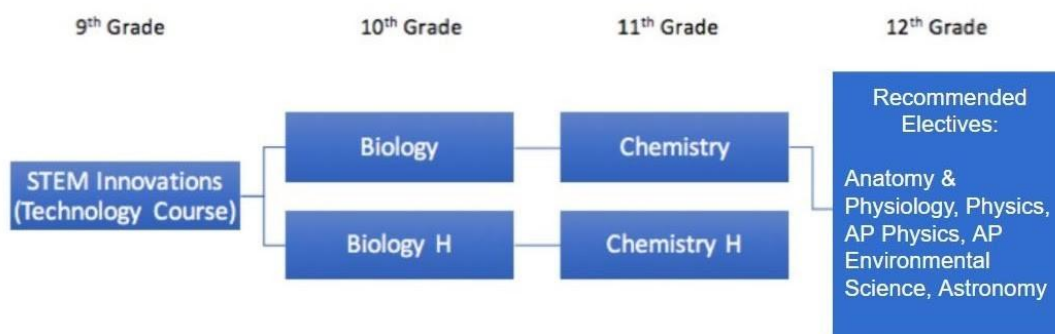 9th Grade
10th Grade
11th Grade
12th Grade
STEM Innovations
(Technology Course)
Biology
Chemistry
Biology H
Chemistry H
Recommended
Electives:
Anatomy &
Physiology, Physics,
AP Physics, AP
Environmental
Science, Astronomy